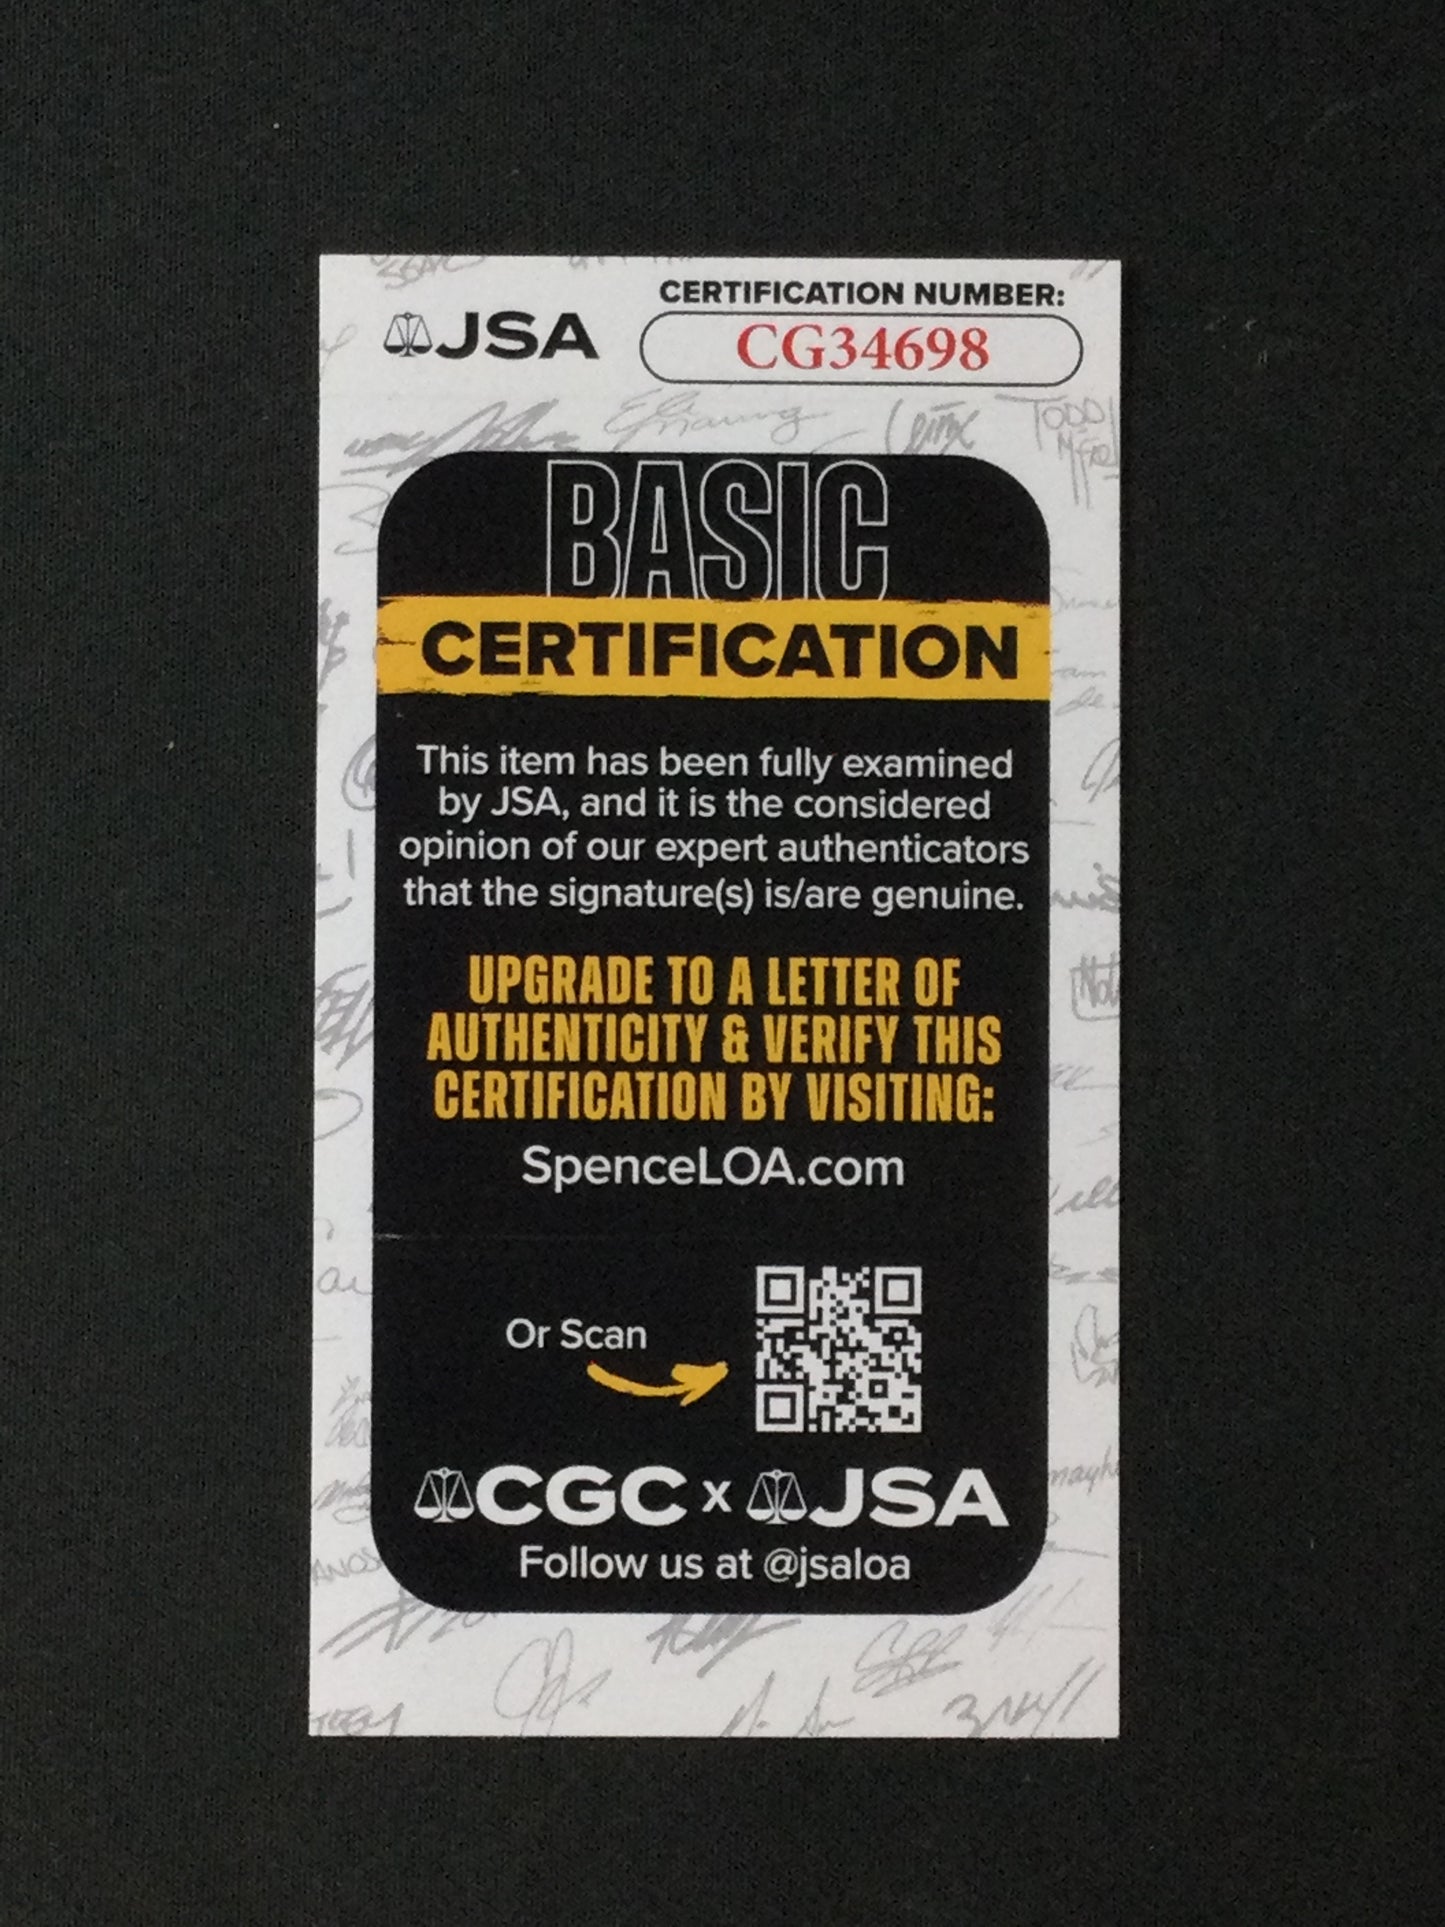 CERTIFICATION NUMBER:
JSA
CG34698
BASIC
CERTIFICATION
This item has been fully examined
by JSA, and it is the considered
opinion of our expert authenticators
that the signature(s) is/are genuine.
UPGRADE TO A LETTER OF
AUTHENTICITY & VERIFY THIS
CERTIFICATION BY VISITING:
SpenceLOA.com
Or Scan
CGC x JSA
Follow us at @jsaloa